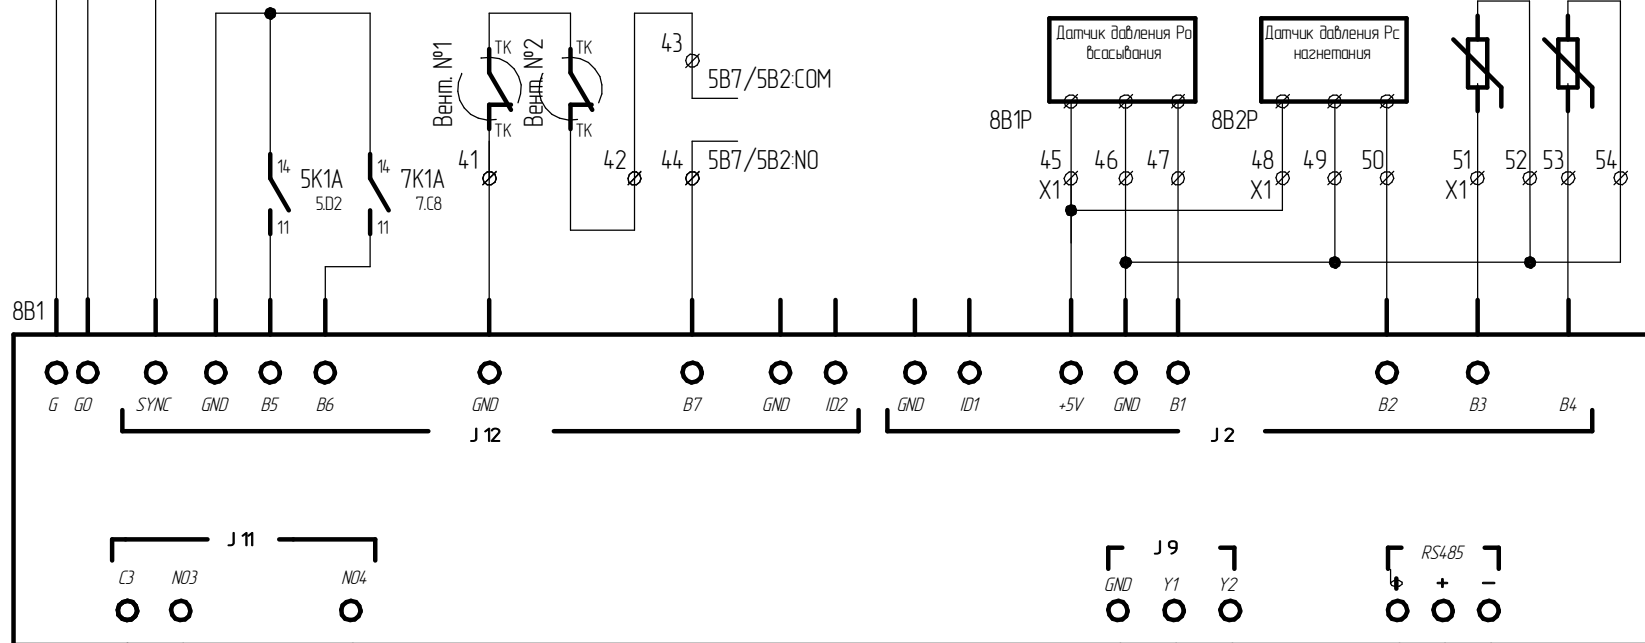 Датчик давления Ро
всасывания
Датчик давления Рс
нагнетания
Вент. №1
ТК
ТК
Вент. №2
ТК
ТК
43
5B7/5B2:COM
8B1P
8B2P
14
5K1A
5.D2
11
14
7K1A
7.C8
11
41
42
44
5B7/5B2:NO
45
X1
46
47
48
X1
49
50
51
X1
52
53
54
8B1
G
G0
SYNC
GND
B5
B6
GND
B7
GND
ID2
GND
ID1
+5V
GND
B1
B2
B3
B4
J12
J2
J11
J9
RS485
C3
NO3
NO4
GND
Y1
Y2
+
−